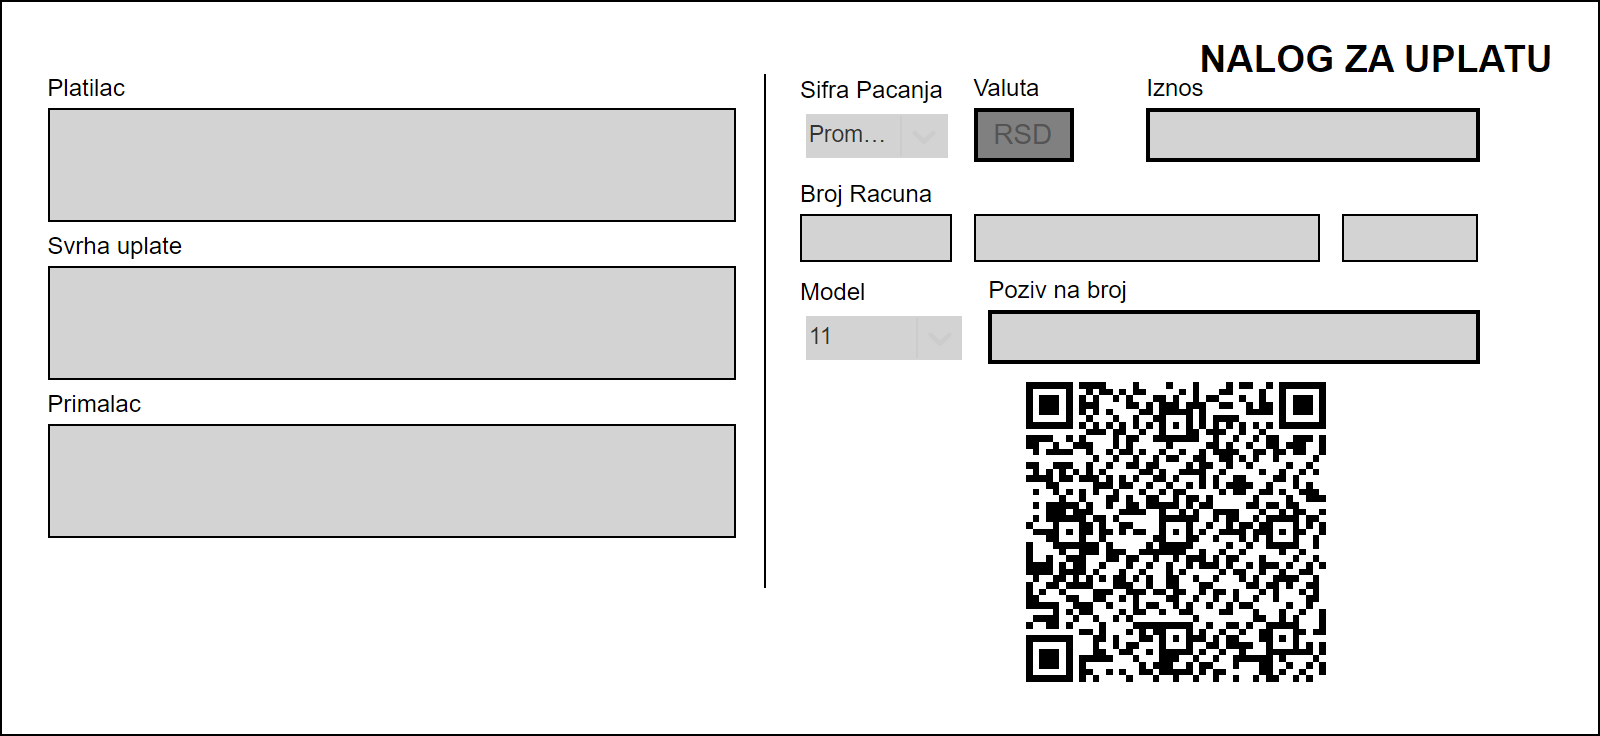 NALOG ZA UPLATU
Platilac
Svrha uplate
Primalac
Sifra Pacanja
Valuta
Iznos
Prom...
RSD
Broj Racuna
Model
Poziv na broj
11